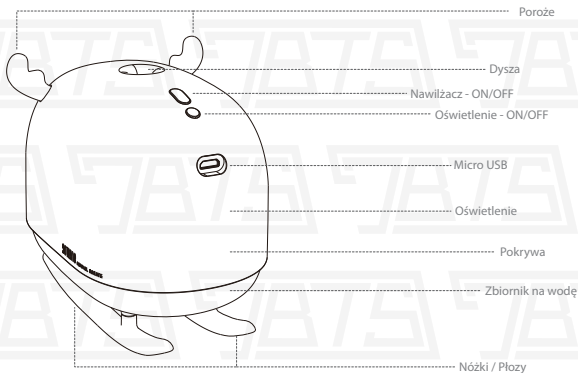 Poroże
Dysza
Nawilżacz - ON/OFF
Oświetlenie - ON/OFF
Micro USB
Oświetlenie
Pokrywa
Zbiornik na wodę
Nóżki / Płozy